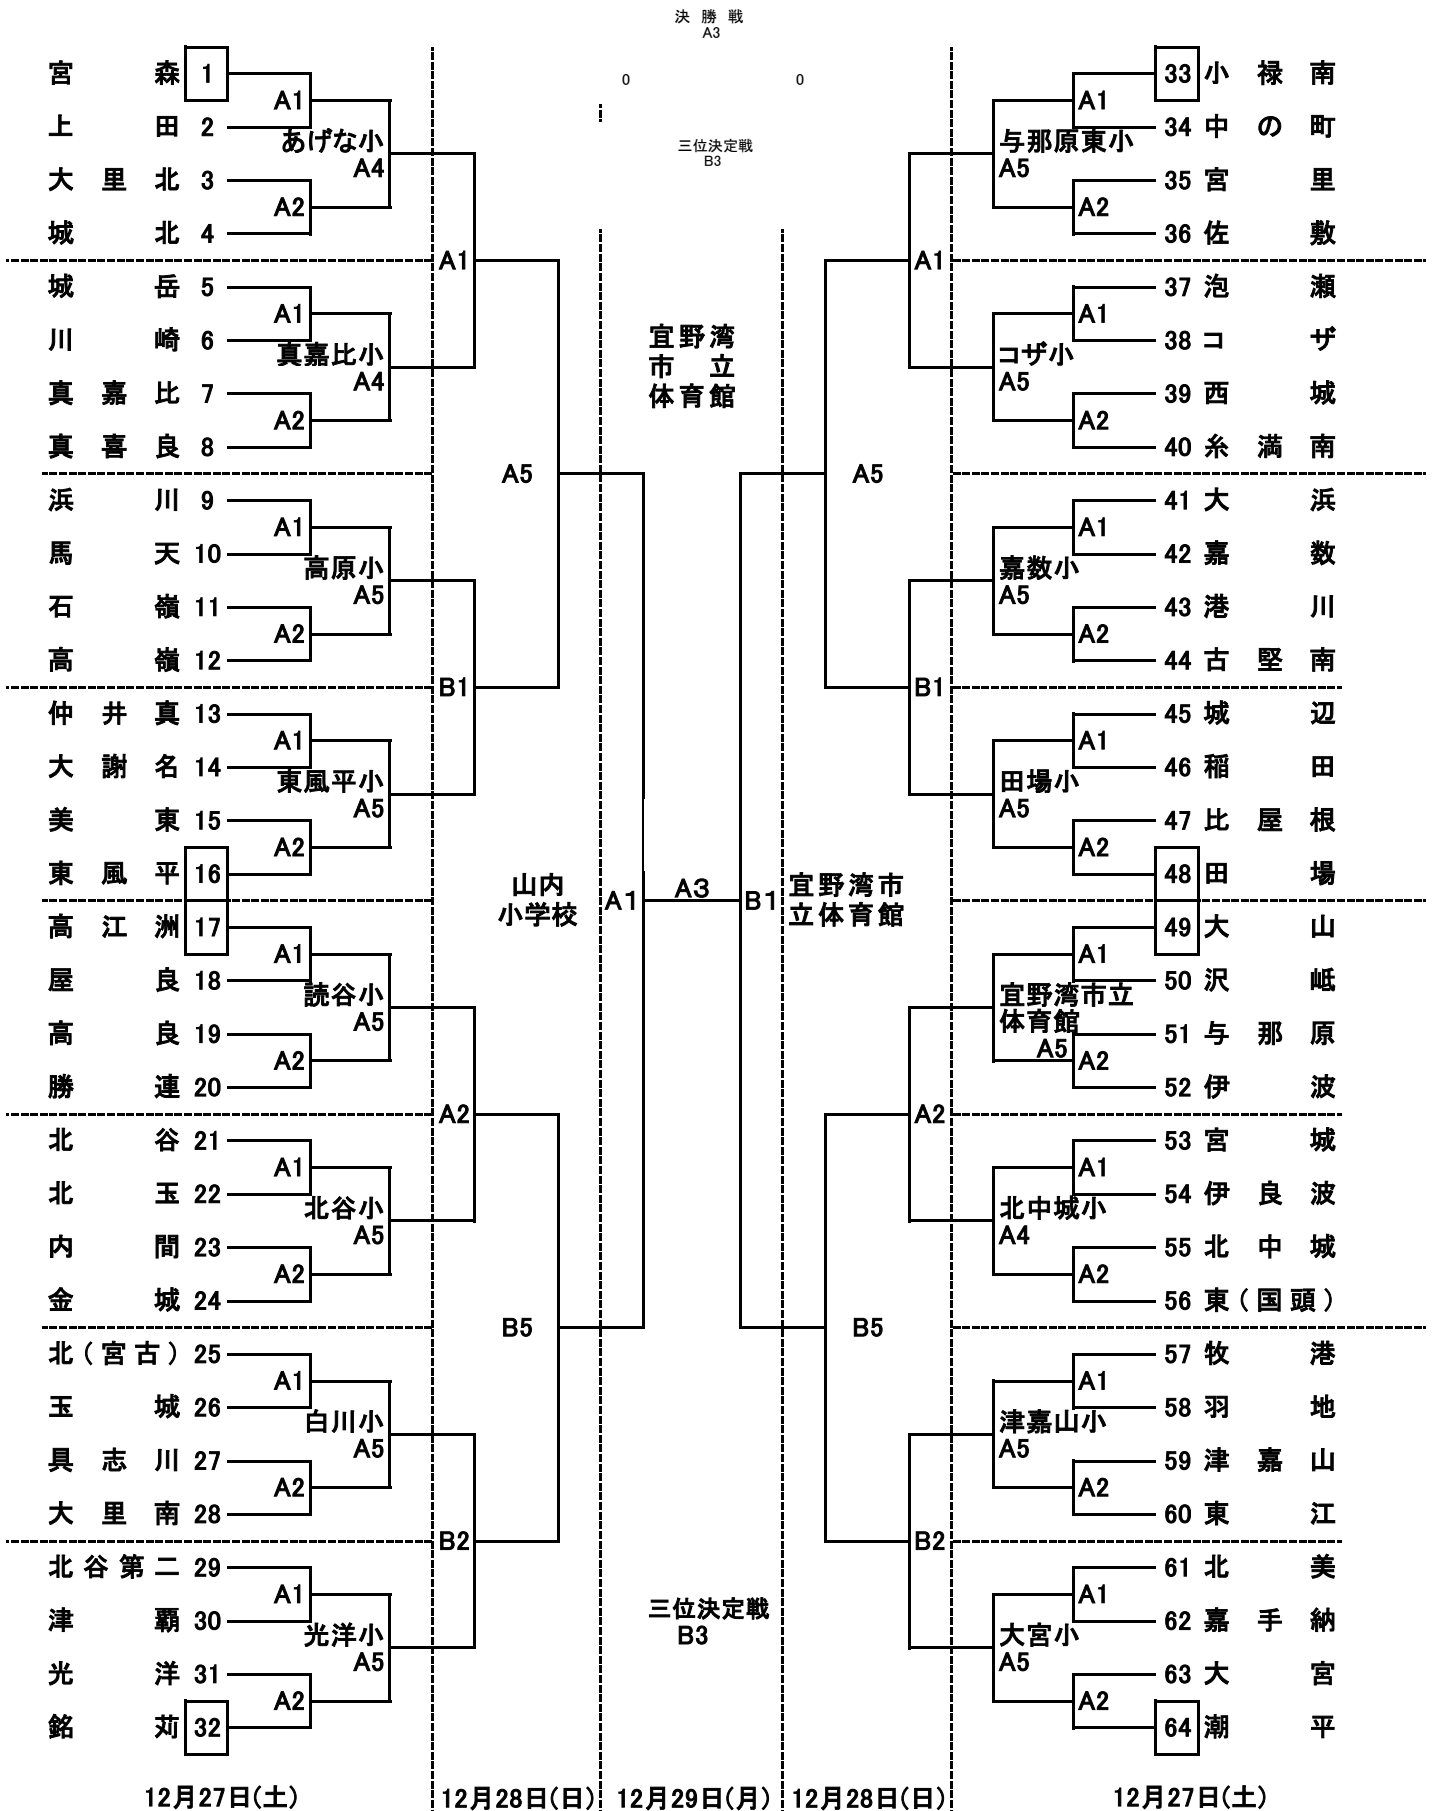 決勝戦
A3
0 0
三位決定戦
B3
宮森 1
A1
上田 2
あげな小
A4
大里北 3
A2
城北 4
A1
城岳 5
A1
川崎 6
真嘉比小
A4
真嘉比 7
A2
真喜良 8
A5
浜川 9
A1
馬天 10
高原小
A5
石嶺 11
A2
高嶺 12
B1
仲井真 13
A1
大謝名 14
東風平小
A5
美東 15
A2
東風平 16
山内
小学校
高江洲 17
A1
屋良 18
読谷小
A5
高良 19
A2
勝連 20
A2
北谷 21
A1
北玉 22
北谷小
A5
内間 23
A2
金城 24
B5
北(宮古) 25
A1
玉城 26
白川小
A5
具志川 27
A2
大里南 28
B2
北谷第二 29
A1
津覇 30
光洋小
A5
光洋 31
A2
銘苅 32
宜野湾
市立
体育館
A1 A3 B1
三位決定戦
B3
33 小禄南
A1
34 中の町
与那原東小
A5
35 宮里
A2
36 佐敷
A1
37 泡瀬
A1
38 コザ
コザ小
A5
39 西城
A2
40 糸満南
A5
41 大浜
A1
42 嘉数
嘉数小
A5
43 港川
A2
44 古堅南
B1
45 城辺
A1
46 稲田
田場小
A5
47 比屋根
A2
48 田場
宜野湾市
立体育館
49 大山
A1
50 沢岻
宜野湾市立
体育館
A5
51 与那原
A2
52 伊波
A2
53 宮城
A1
54 伊良波
北中城小
A4
55 北中城
A2
56 東(国頭)
B5
57 牧港
A1
58 羽地
津嘉山小
A5
59 津嘉山
A2
60 東江
B2
61 北美
A1
62 嘉手納
大宮小
A5
63 大宮
A2
64 潮平
12月27日(土) 12月28日(日) 12月29日(月) 12月28日(日) 12月27日(土)